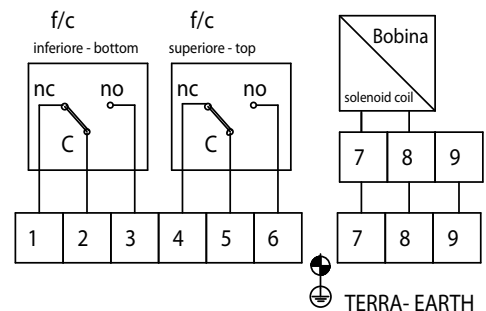 f/c
inferiore - bottom
nc no
C
f/c
superiore - top
nc no
C
Bobina
solenoid coil
7 8 9
1 2 3 4 5 6
7 8 9
TERRA- EARTH